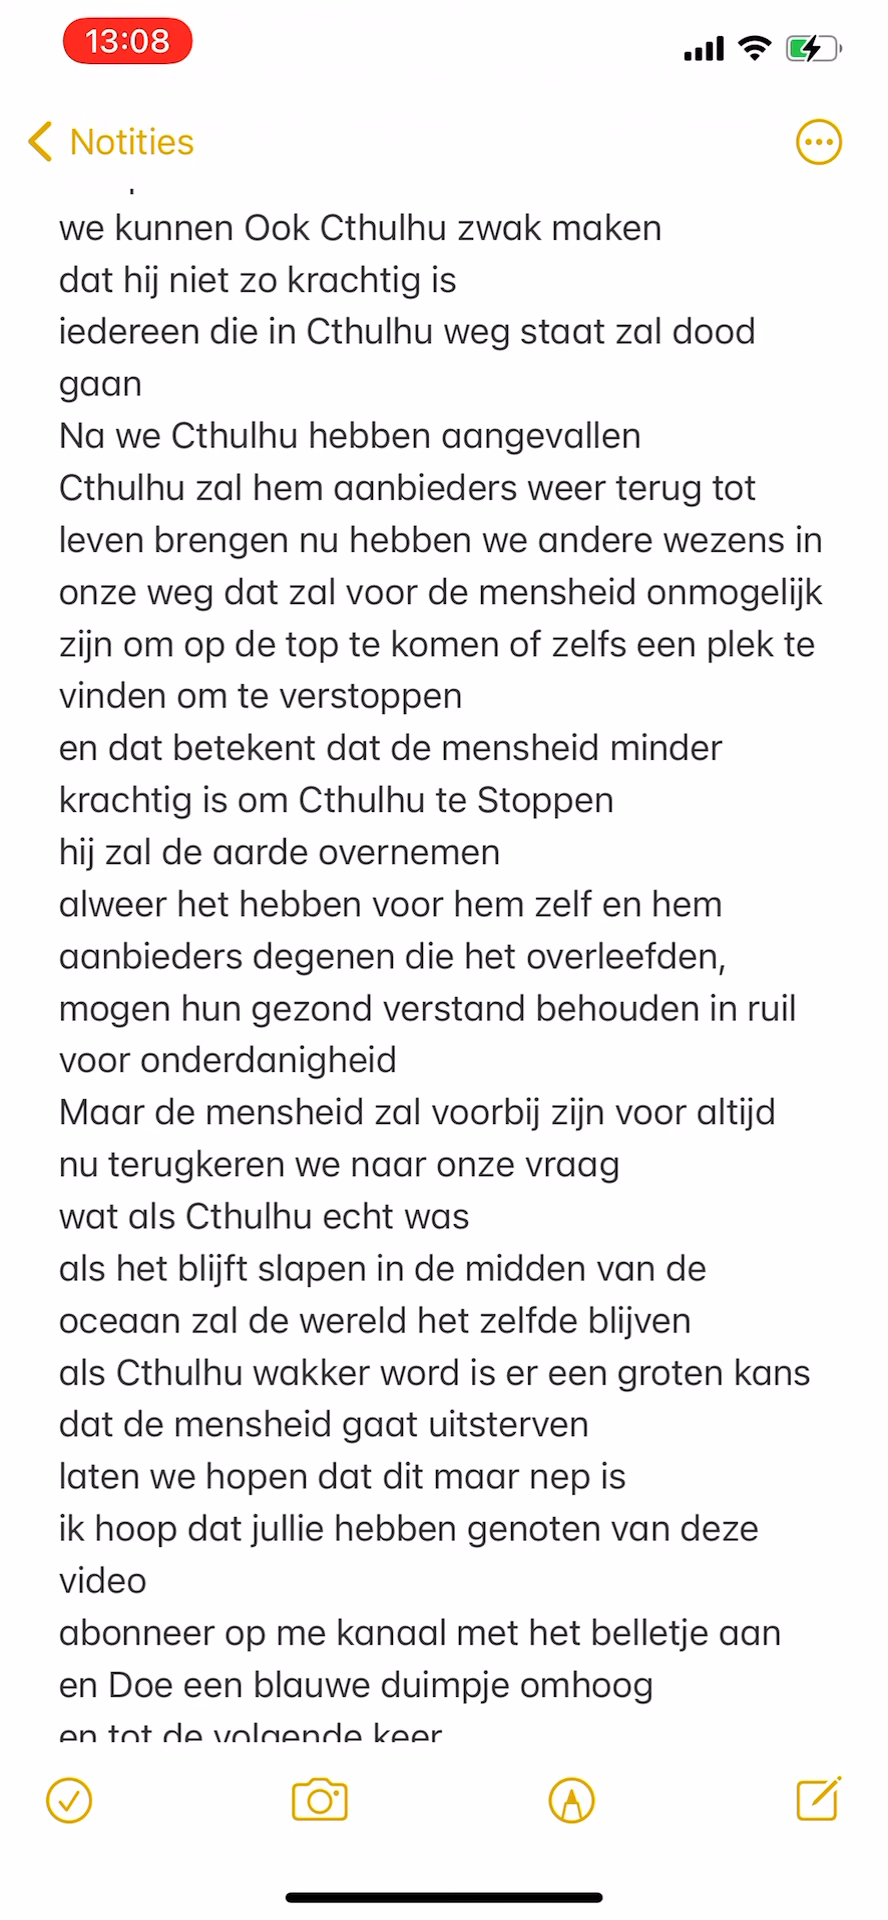 13:08
Notities
we kunnen Ook Cthulhu zwak maken
dat hij niet zo krachtig is
iedereen die in Cthulhu weg staat zal dood
gaan
Na we Cthulhu hebben aangevallen
Cthulhu zal hem aanbieders weer terug tot
leven brengen nu hebben we andere wezens in
onze weg dat zal voor de mensheid onmogelijk
zijn om op de top te komen of zelfs een plek te
vinden om te verstoppen
en dat betekent dat de mensheid minder
krachtig is om Cthulhu te Stoppen
hij zal de aarde overnemen
alweer het hebben voor hem zelf en hem
aanbieders degenen die het overleefden,
mogen hun gezond verstand behouden in ruil
voor onderdanigheid
Maar de mensheid zal voorbij zijn voor altijd
nu terugkeren we naar onze vraag
wat als Cthulhu echt was
als het blijft slapen in de midden van de
oceaan zal de wereld het zelfde blijven
als Cthulhu wakker word is er een groten kans
dat de mensheid gaat uitsterven
laten we hopen dat dit maar nep is
ik hoop dat jullie hebben genoten van deze
video
abonneer op me kanaal met het belletje aan
en Doe een blauwe duimpje omhoog
en tot de volgende keer